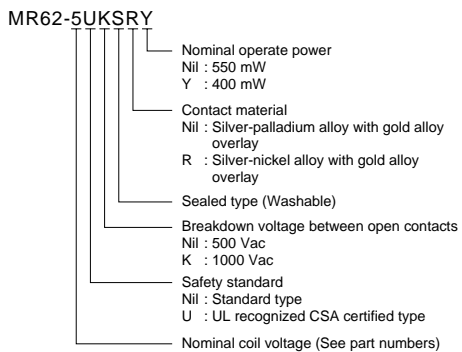 MR62-5UKSRY
Nominal operate power
Nil : 550 mW
Y : 400 mW
Contact material
Nil : Silver-palladium alloy with gold alloy
overlay
R : Silver-nickel alloy with gold alloy
overlay
Sealed type (Washable)
Breakdown voltage between open contacts
Nil : 500 Vac
K : 1000 Vac
Safety standard
Nil : Standard type
U : UL recognized CSA certified type
Nominal coil voltage (See part numbers)